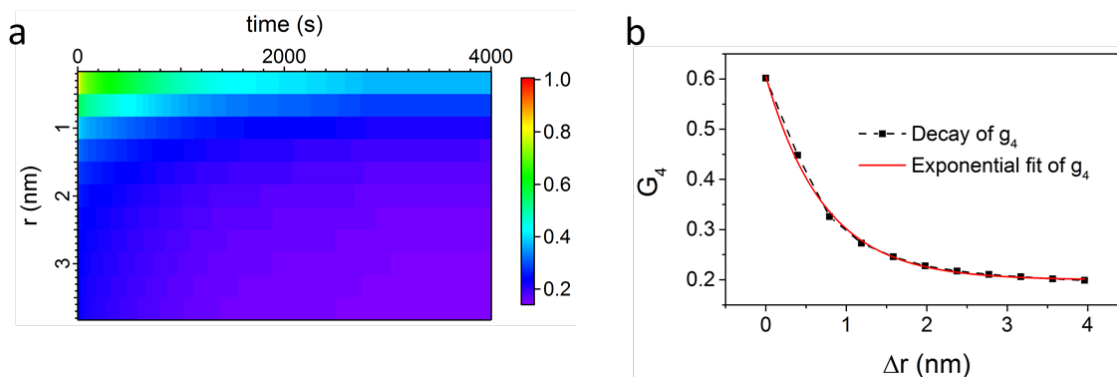 a
time (s)
0 2000 4000
r (nm)
1
2
3
1.0
0.8
0.6
0.4
0.2
b
G₄
0.6
0.5
0.4
0.3
0.2
Decay of g₄
Exponential fit of g₄
0 1 2 3 4
Δr (nm)